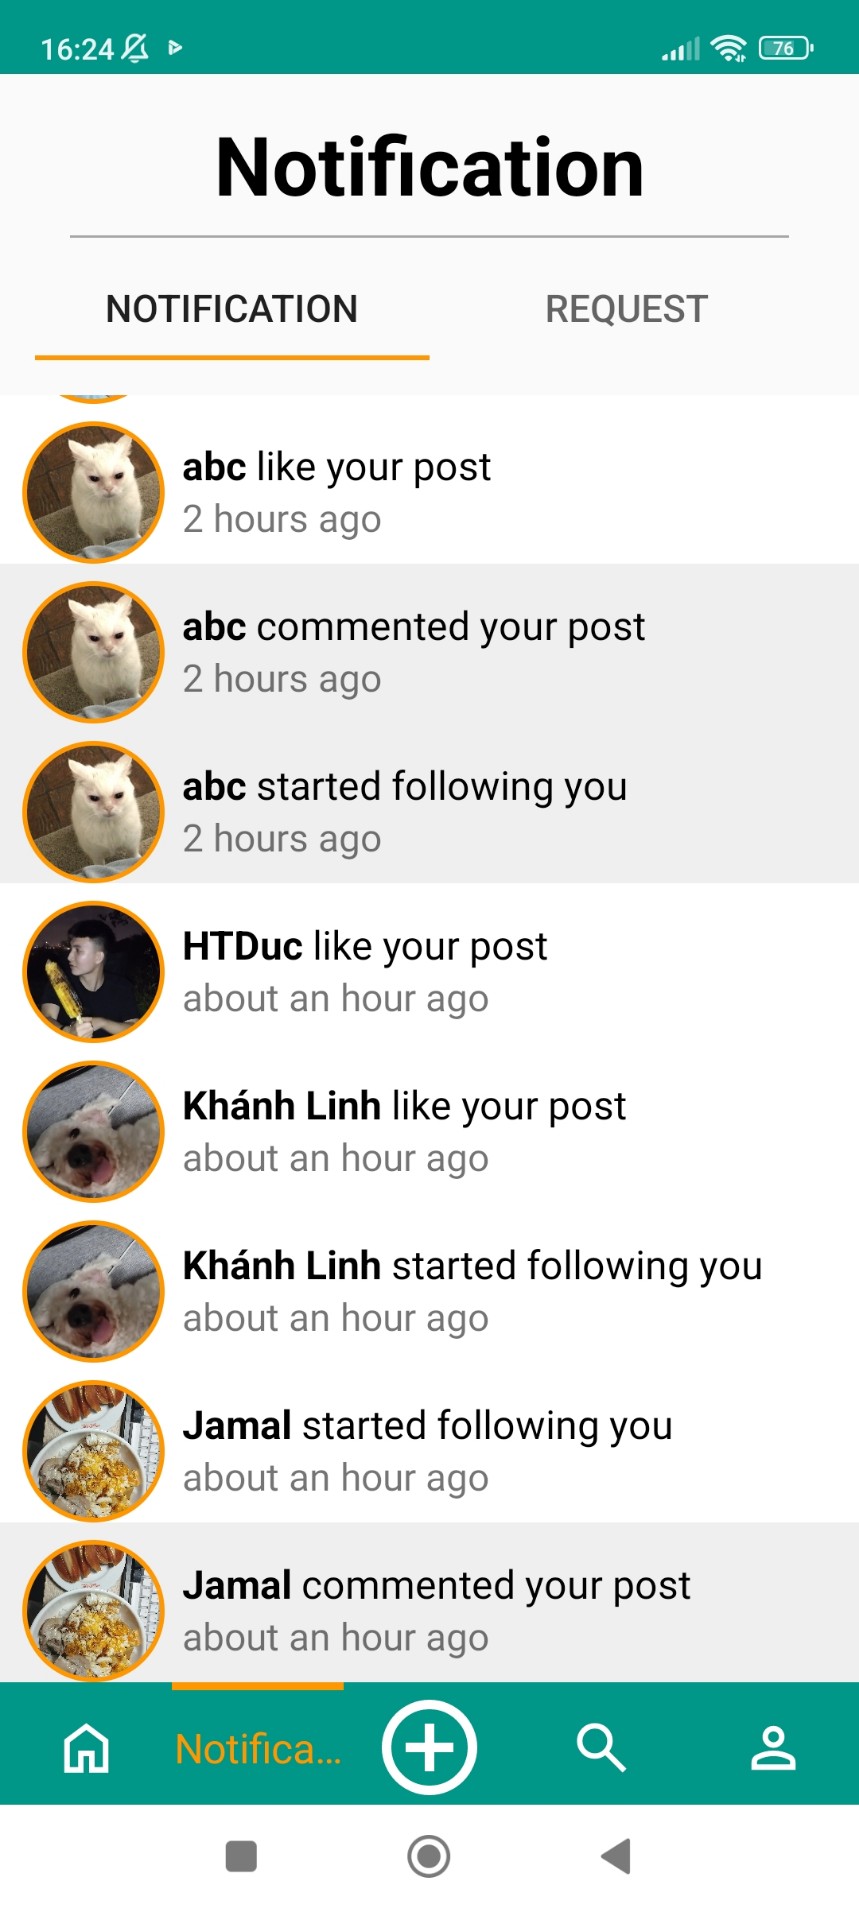 16:24
76
Notification
NOTIFICATION
REQUEST
abc like your post
2 hours ago
abc commented your post
2 hours ago
abc started following you
2 hours ago
HTDuc like your post
about an hour ago
Khánh Linh like your post
about an hour ago
Khánh Linh started following you
about an hour ago
Jamal started following you
about an hour ago
Jamal commented your post
about an hour ago
Notifica...